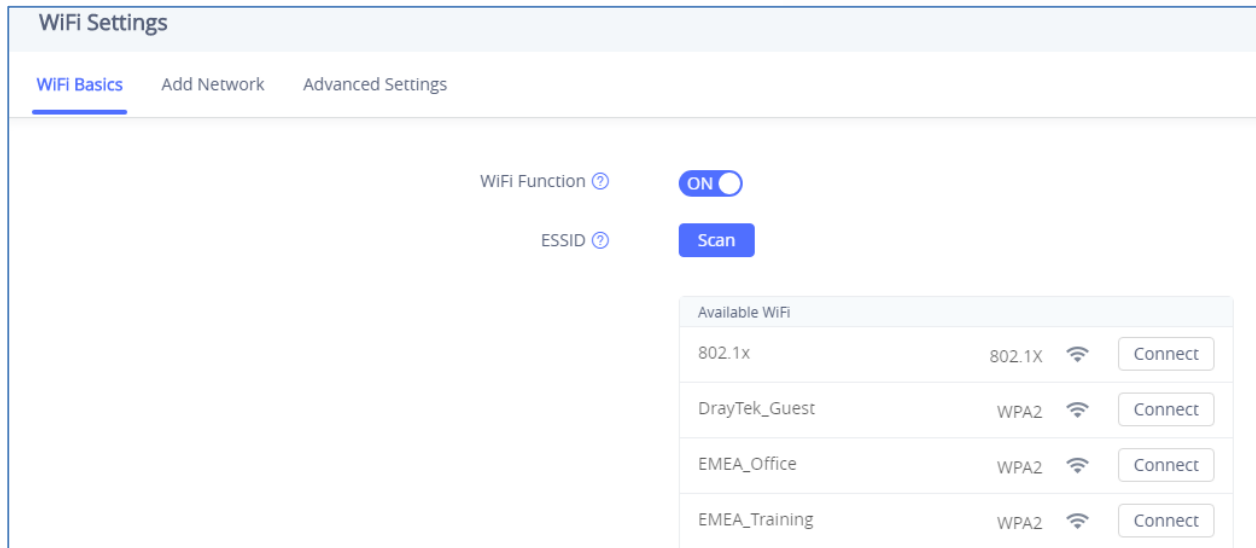 WiFi Settings
WiFi Basics Add Network Advanced Settings
WiFi Function ON
ESSID Scan
Available WiFi
802.1x 802.1X Connect
DrayTek_Guest WPA2 Connect
EMEA_Office WPA2 Connect
EMEA_Training WPA2 Connect